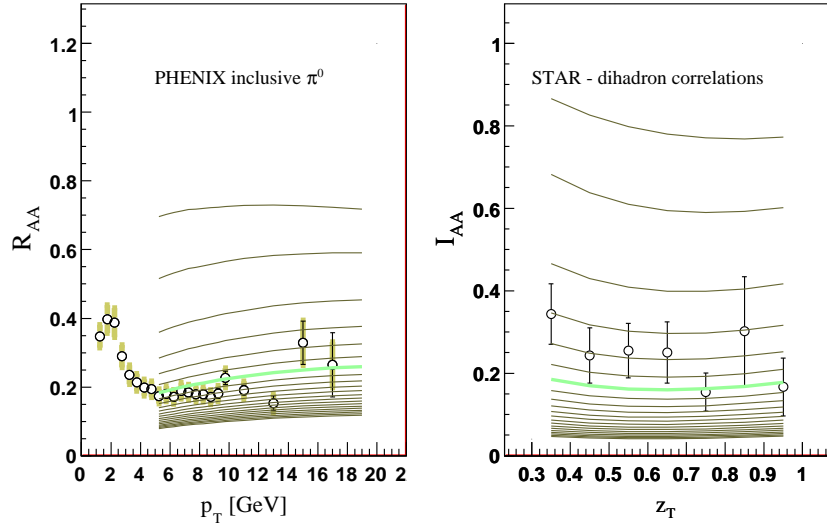 PHENIX inclusive π⁰
R_AA
1.2
1
0.8
0.6
0.4
0.2
0
0 2 4 6 8 10 12 14 16 18 20 2
p_T [GeV]
STAR - dihadron correlations
I_AA
1
0.8
0.6
0.4
0.2
0
0.3 0.4 0.5 0.6 0.7 0.8 0.9 1
z_T